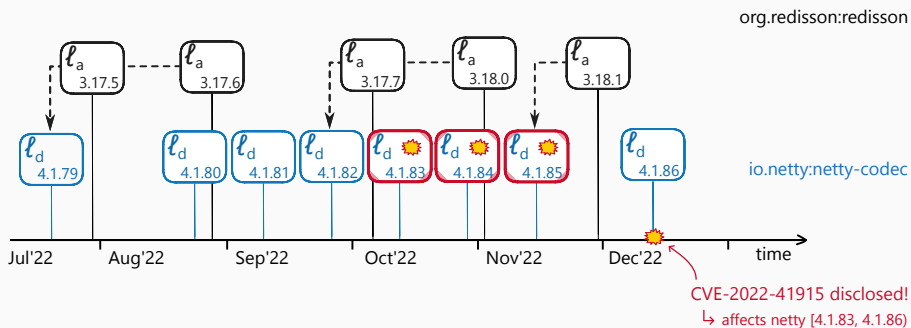 org.redisson:redisson
ℓa 3.17.5
ℓa 3.17.6
ℓa 3.17.7
ℓa 3.18.0
ℓa 3.18.1
ℓd 4.1.79
ℓd 4.1.80
ℓd 4.1.81
ℓd 4.1.82
ℓd 4.1.83
ℓd 4.1.84
ℓd 4.1.85
ℓd 4.1.86
io.netty:netty-codec
Jul'22 Aug'22 Sep'22 Oct'22 Nov'22 Dec'22 time
CVE-2022-41915 disclosed!
↳ affects netty [4.1.83, 4.1.86)